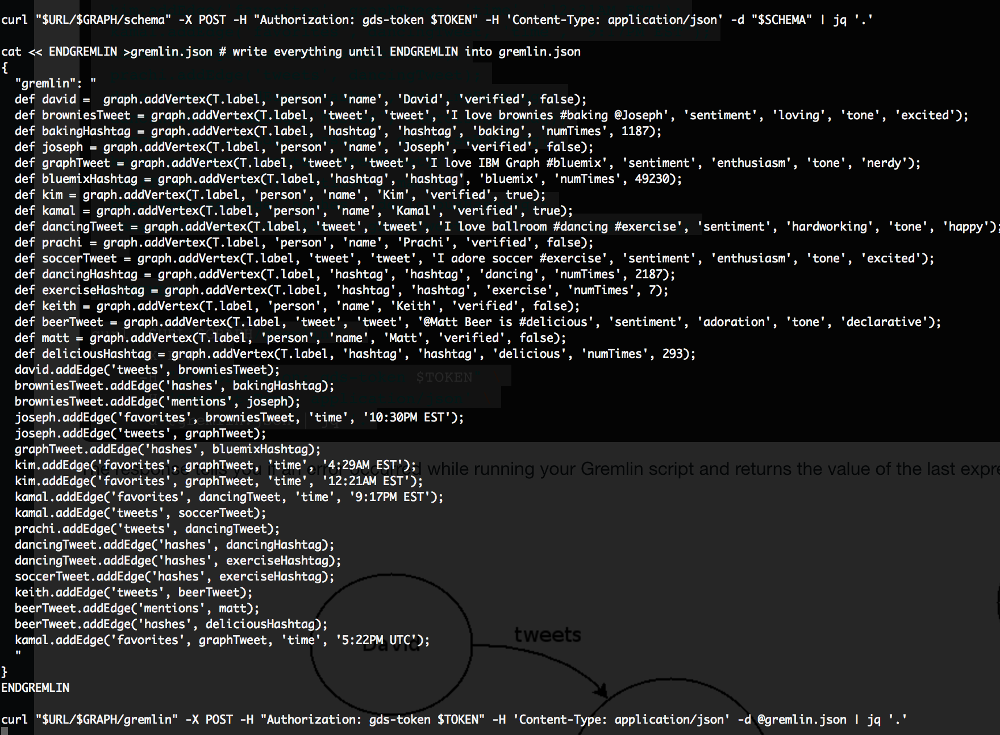 curl "$URL/$GRAPH/schema" -X POST -H "Authorization: gds-token $TOKEN" -H 'Content-Type: application/json' -d "$SCHEMA" | jq '.'
cat << ENDGREMLIN >gremlin.json # write everything until ENDGREMLIN into gremlin.json
{
  "gremlin": "
  def david =  graph.addVertex(T.label, 'person', 'name', 'David', 'verified', false);
  def browniesTweet = graph.addVertex(T.label, 'tweet', 'tweet', 'I love brownies #baking @Joseph', 'sentiment', 'loving', 'tone', 'excited');
  def bakingHashtag = graph.addVertex(T.label, 'hashtag', 'hashtag', 'baking', 'numTimes', 1187);
  def joseph = graph.addVertex(T.label, 'person', 'name', 'Joseph', 'verified', false);
  def graphTweet = graph.addVertex(T.label, 'tweet', 'tweet', 'I love IBM Graph #bluemix', 'sentiment', 'enthusiasm', 'tone', 'nerdy');
  def bluemixHashtag = graph.addVertex(T.label, 'hashtag', 'hashtag', 'bluemix', 'numTimes', 49230);
  def kim = graph.addVertex(T.label, 'person', 'name', 'Kim', 'verified', true);
  def kamal = graph.addVertex(T.label, 'person', 'name', 'Kamal', 'verified', true);
  def dancingTweet = graph.addVertex(T.label, 'tweet', 'tweet', 'I love ballroom #dancing #exercise', 'sentiment', 'hardworking', 'tone', 'happy');
  def prachi = graph.addVertex(T.label, 'person', 'name', 'Prachi', 'verified', false);
  def soccerTweet = graph.addVertex(T.label, 'tweet', 'tweet', 'I adore soccer #exercise', 'sentiment', 'enthusiasm', 'tone', 'excited');
  def dancingHashtag = graph.addVertex(T.label, 'hashtag', 'hashtag', 'dancing', 'numTimes', 2187);
  def exerciseHashtag = graph.addVertex(T.label, 'hashtag', 'hashtag', 'exercise', 'numTimes', 7);
  def keith = graph.addVertex(T.label, 'person', 'name', 'Keith', 'verified', false);
  def beerTweet = graph.addVertex(T.label, 'tweet', 'tweet', '@Matt Beer is #delicious', 'sentiment', 'adoration', 'tone', 'declarative');
  def matt = graph.addVertex(T.label, 'person', 'name', 'Matt', 'verified', false);
  def deliciousHashtag = graph.addVertex(T.label, 'hashtag', 'hashtag', 'delicious', 'numTimes', 293);
  david.addEdge('tweets', browniesTweet);
  -H $TOKEN
  browniesTweet.addEdge('hashes', bakingHashtag);
  browniesTweet.addEdge('mentions', joseph);
  joseph.addEdge('favorites', browniesTweet, 'time', '10:30PM EST');
  joseph.addEdge('tweets', graphTweet);
  graphTweet.addEdge('hashes', bluemixHashtag);
  kim.addEdge('favorites', graphTweet, 'time', '4:29AM EST');
  The response tells you if an error occurred while running your Gremlin script and returns the value of the last expre
  kim.addEdge('favorites', graphTweet, 'time', '12:21AM EST');
  kamal.addEdge('favorites', dancingTweet, 'time', '9:17PM EST');
  kamal.addEdge('tweets', soccerTweet);
  prachi.addEdge('tweets', dancingTweet);
  dancingTweet.addEdge('hashes', dancingHashtag);
  dancingTweet.addEdge('hashes', exerciseHashtag);
  soccerTweet.addEdge('hashes', exerciseHashtag);
  keith.addEdge('tweets', beerTweet);
  beerTweet.addEdge('mentions', matt);
  beerTweet.addEdge('hashes', deliciousHashtag);
  tweets
  kamal.addEdge('favorites', graphTweet, 'time', '5:22PM UTC');
  David
  "
}
ENDGREMLIN
curl "$URL/$GRAPH/gremlin" -X POST -H "Authorization: gds-token $TOKEN" -H 'Content-Type: application/json' -d @gremlin.json | jq '.'